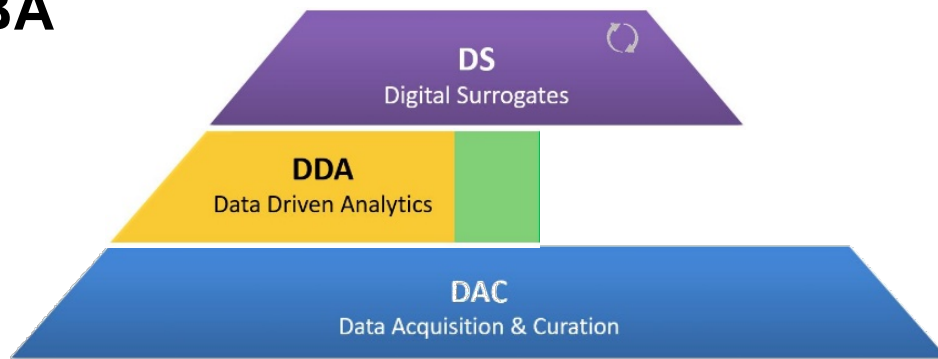 BA
DS
Digital Surrogates
DDA
Data Driven Analytics
DAC
Data Acquisition & Curation